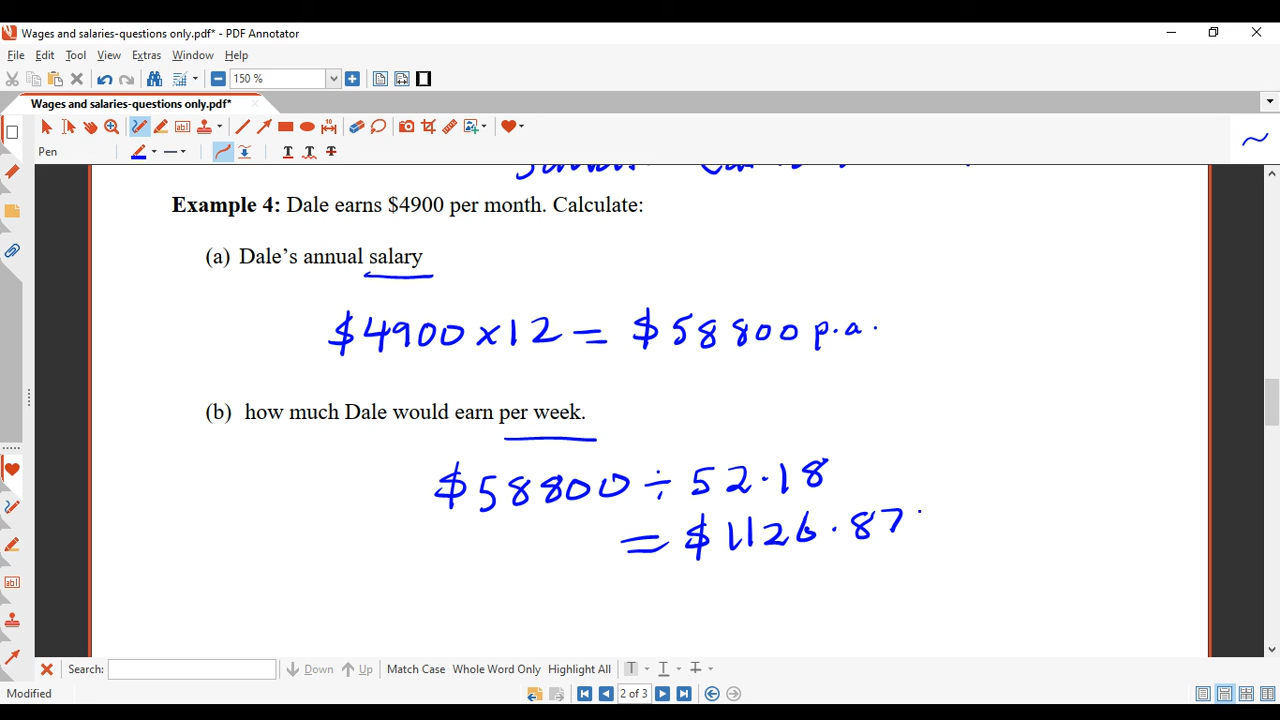 Wages and salaries-questions only.pdf* - PDF Annotator
File Edit Tool View Extras Window Help
150 %
Wages and salaries-questions only.pdf*
Pen
Example 4: Dale earns $4900 per month. Calculate:
(a) Dale's annual salary
$4900 x 12 = $58800 p.a.
(b) how much Dale would earn per week.
$58800 ÷ 52.18
= $1126.87.
Search: Down Up Match Case Whole Word Only Highlight All
Modified 2 of 3